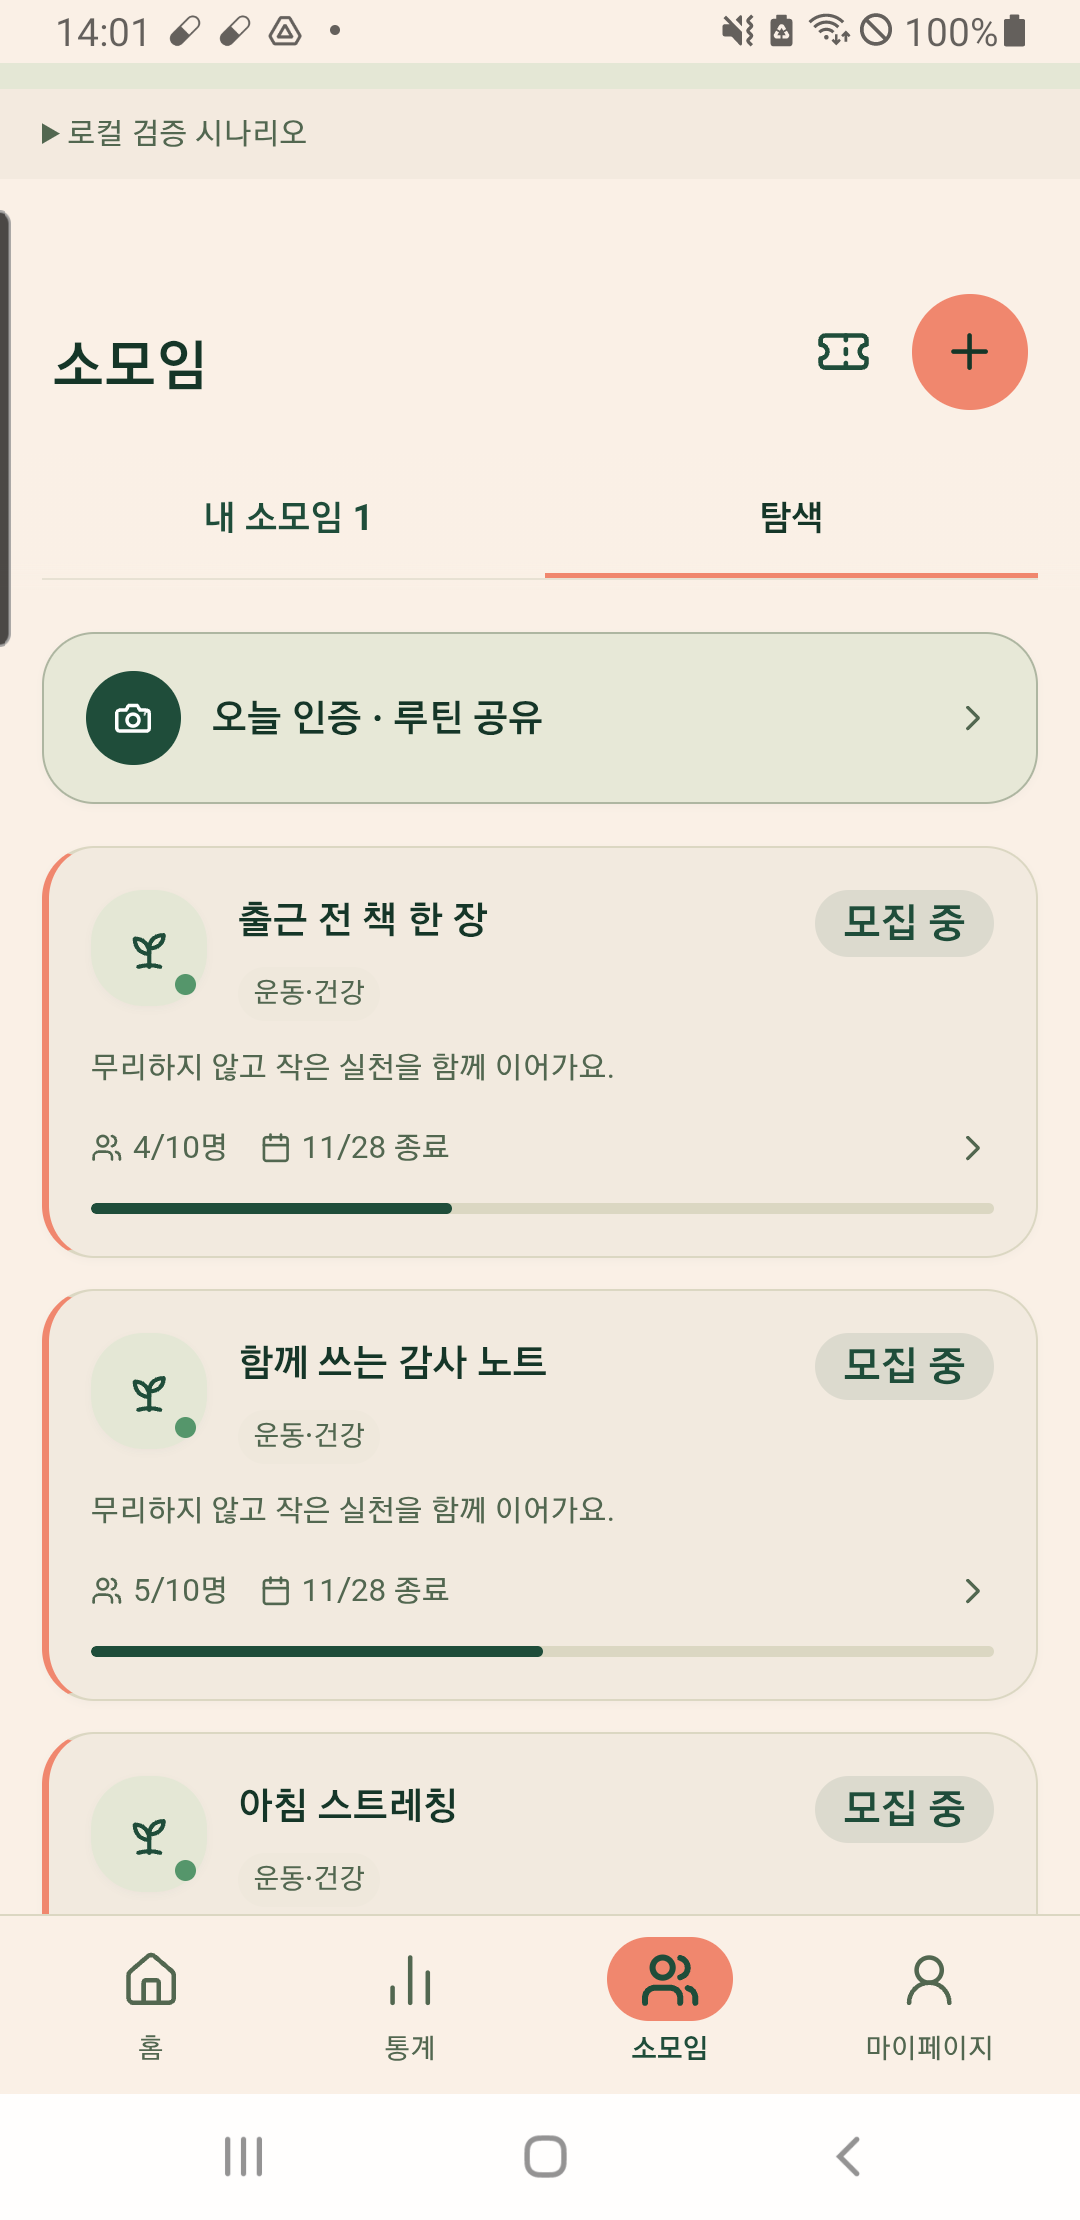 14:01
100%
▶ 로컬 검증 시나리오
소모임
내 소모임 1
탐색
오늘 인증 · 루틴 공유
출근 전 책 한 장
모집 중
운동·건강
무리하지 않고 작은 실천을 함께 이어가요.
4/10명 11/28 종료
함께 쓰는 감사 노트
모집 중
운동·건강
무리하지 않고 작은 실천을 함께 이어가요.
5/10명 11/28 종료
아침 스트레칭
모집 중
운동·건강
홈
통계
소모임
마이페이지